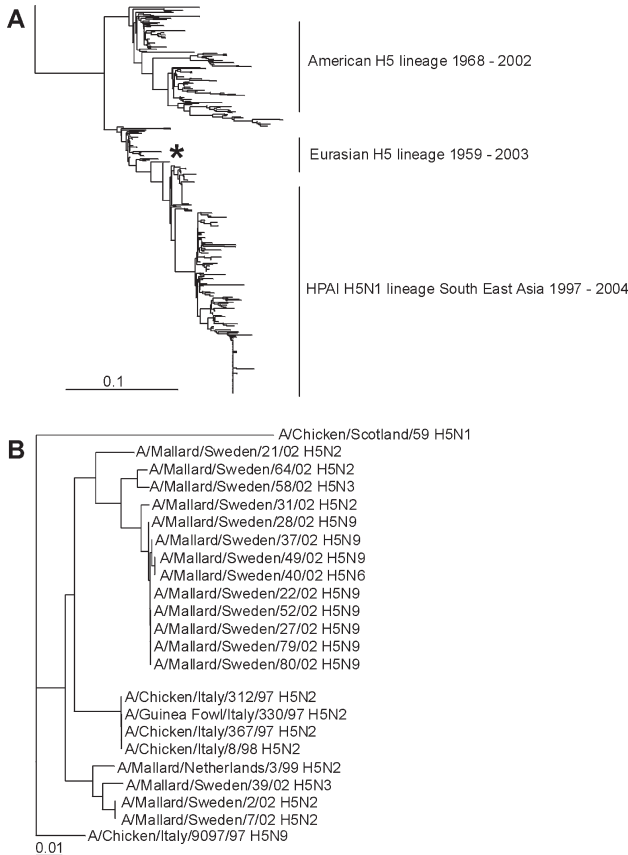 A
American H5 lineage 1968 - 2002
*
Eurasian H5 lineage 1959 - 2003
HPAI H5N1 lineage South East Asia 1997 - 2004
0.1
B
A/Chicken/Scotland/59 H5N1
A/Mallard/Sweden/21/02 H5N2
A/Mallard/Sweden/64/02 H5N2
A/Mallard/Sweden/58/02 H5N3
A/Mallard/Sweden/31/02 H5N2
A/Mallard/Sweden/28/02 H5N9
A/Mallard/Sweden/37/02 H5N9
A/Mallard/Sweden/49/02 H5N9
A/Mallard/Sweden/40/02 H5N6
A/Mallard/Sweden/22/02 H5N9
A/Mallard/Sweden/52/02 H5N9
A/Mallard/Sweden/27/02 H5N9
A/Mallard/Sweden/79/02 H5N9
A/Mallard/Sweden/80/02 H5N9
A/Chicken/Italy/312/97 H5N2
A/Guinea Fowl/Italy/330/97 H5N2
A/Chicken/Italy/367/97 H5N2
A/Chicken/Italy/8/98 H5N2
A/Mallard/Netherlands/3/99 H5N2
A/Mallard/Sweden/39/02 H5N3
A/Mallard/Sweden/2/02 H5N2
A/Mallard/Sweden/7/02 H5N2
A/Chicken/Italy/9097/97 H5N9
0.01